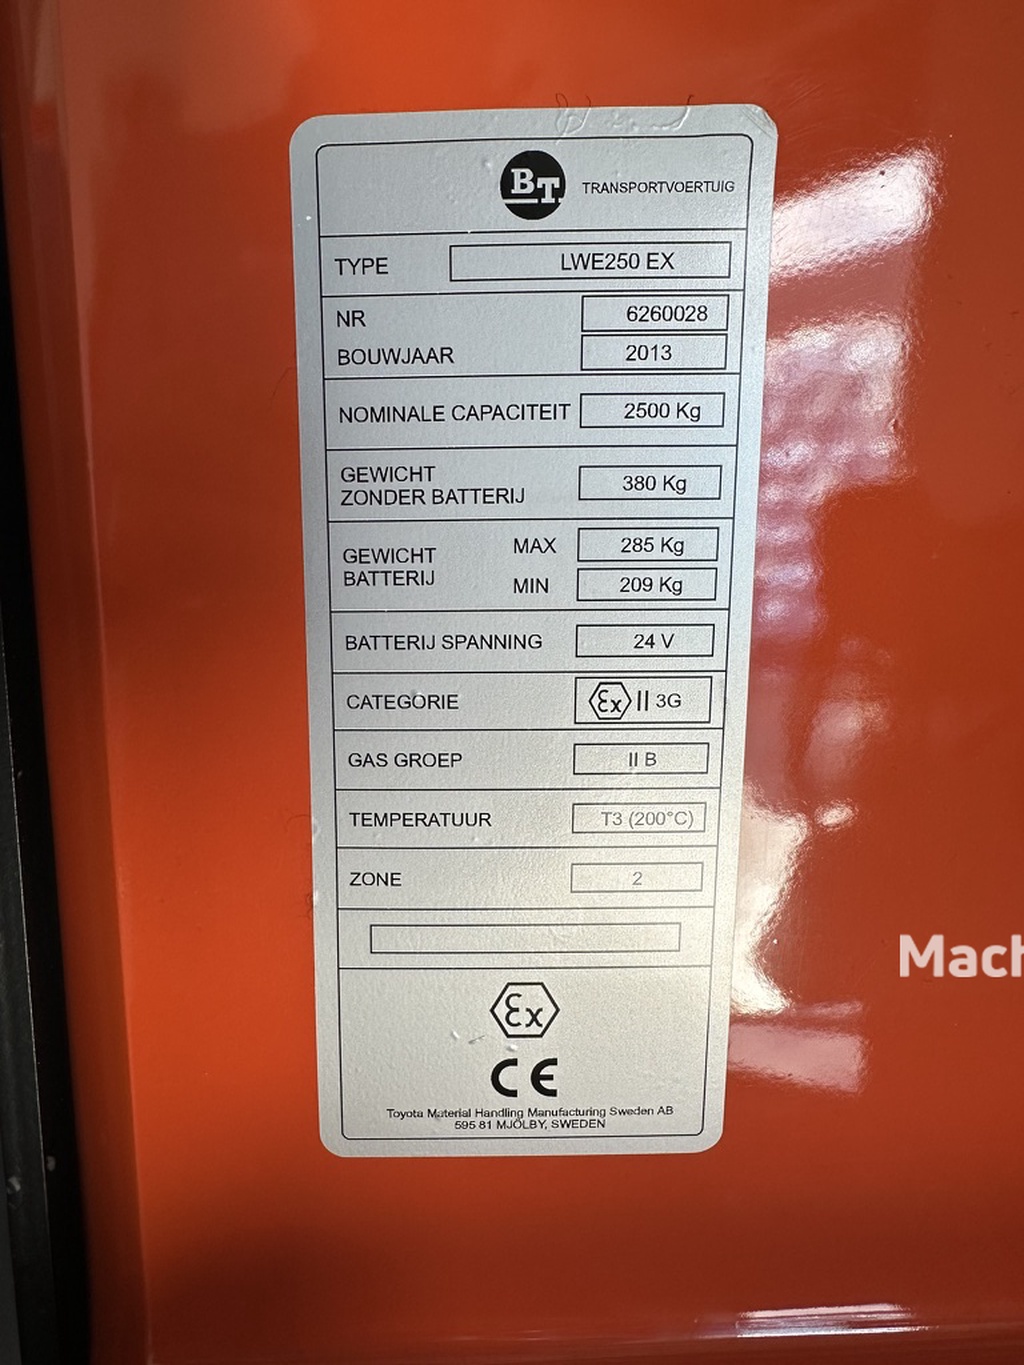 BT TRANSPORTVOERTUIG
TYPE LWE250 EX
NR 6260028
BOUWJAAR 2013
NOMINALE CAPACITEIT 2500 Kg
GEWICHT
ZONDER BATTERIJ 380 Kg
GEWICHT
BATTERIJ
MAX 285 Kg
MIN 209 Kg
BATTERIJ SPANNING 24 V
CATEGORIE Ex II 3G
GAS GROEP II B
TEMPERATUUR T3 (200°C)
ZONE 2
Ex
CE
Toyota Material Handling Manufacturing Sweden AB
595 81 MJÖLBY, SWEDEN
Mach